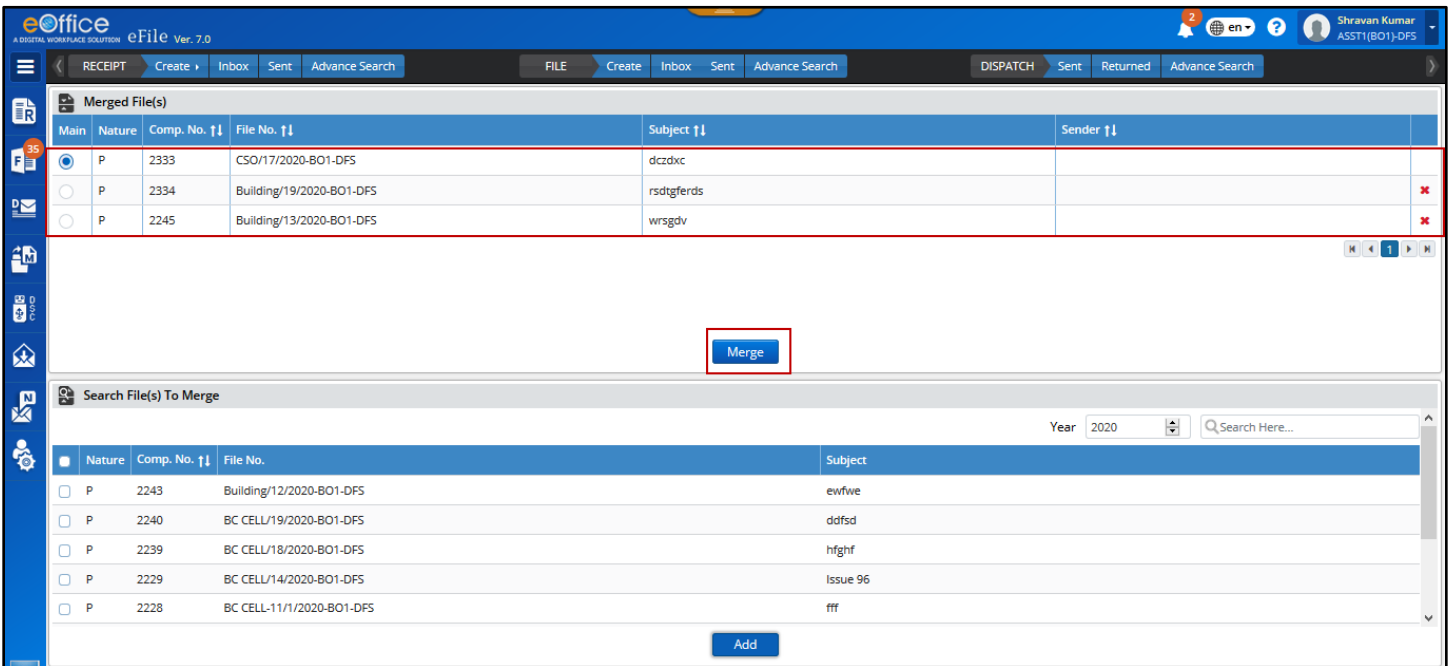 eOffice
A DIGITAL WORKPLACE SOLUTION eFile Ver. 7.0
2 en ? Shravan Kumar
ASST1(BO1)-DFS
RECEIPT Create Inbox Sent Advance Search FILE Create Inbox Sent Advance Search DISPATCH Sent Returned Advance Search
R
Merged File(s)
Main Nature Comp. No. File No. Subject Sender
F 35
P 2333 CSO/17/2020-BO1-DFS dczdxc
P 2334 Building/19/2020-BO1-DFS rsdtgferds
D
P 2245 Building/13/2020-BO1-DFS wrsgdv
M
1
DSC
Merge
N
Search File(s) To Merge
Year 2020 Search Here...
Nature Comp. No. File No. Subject
P 2243 Building/12/2020-BO1-DFS ewfwe
P 2240 BC CELL/19/2020-BO1-DFS ddfsd
P 2239 BC CELL/18/2020-BO1-DFS hfghf
P 2229 BC CELL/14/2020-BO1-DFS Issue 96
P 2228 BC CELL-11/1/2020-BO1-DFS fff
Add